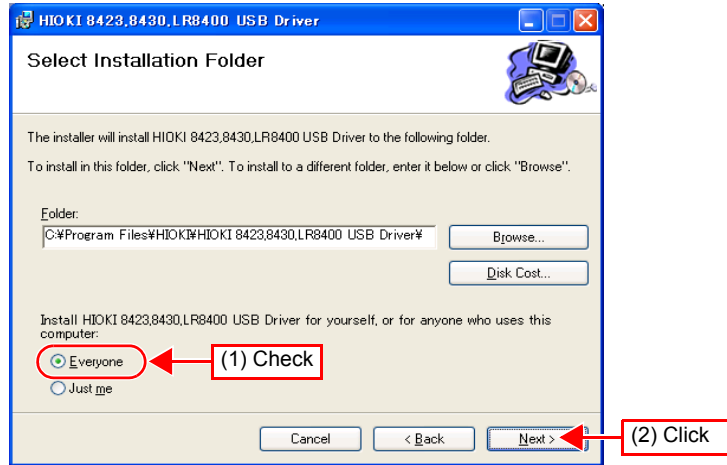 HIOKI 8423,8430,LR8400 USB Driver
Select Installation Folder
The installer will install HIOKI 8423,8430,LR8400 USB Driver to the following folder.
To install in this folder, click "Next". To install to a different folder, enter it below or click "Browse".
Folder:
C:¥Program Files¥HIOKI¥HIOKI 8423,8430,LR8400 USB Driver¥
Browse...
Disk Cost...
Install HIOKI 8423,8430,LR8400 USB Driver for yourself, or for anyone who uses this
computer:
Everyone
(1) Check
Just me
Cancel
< Back
Next >
(2) Click